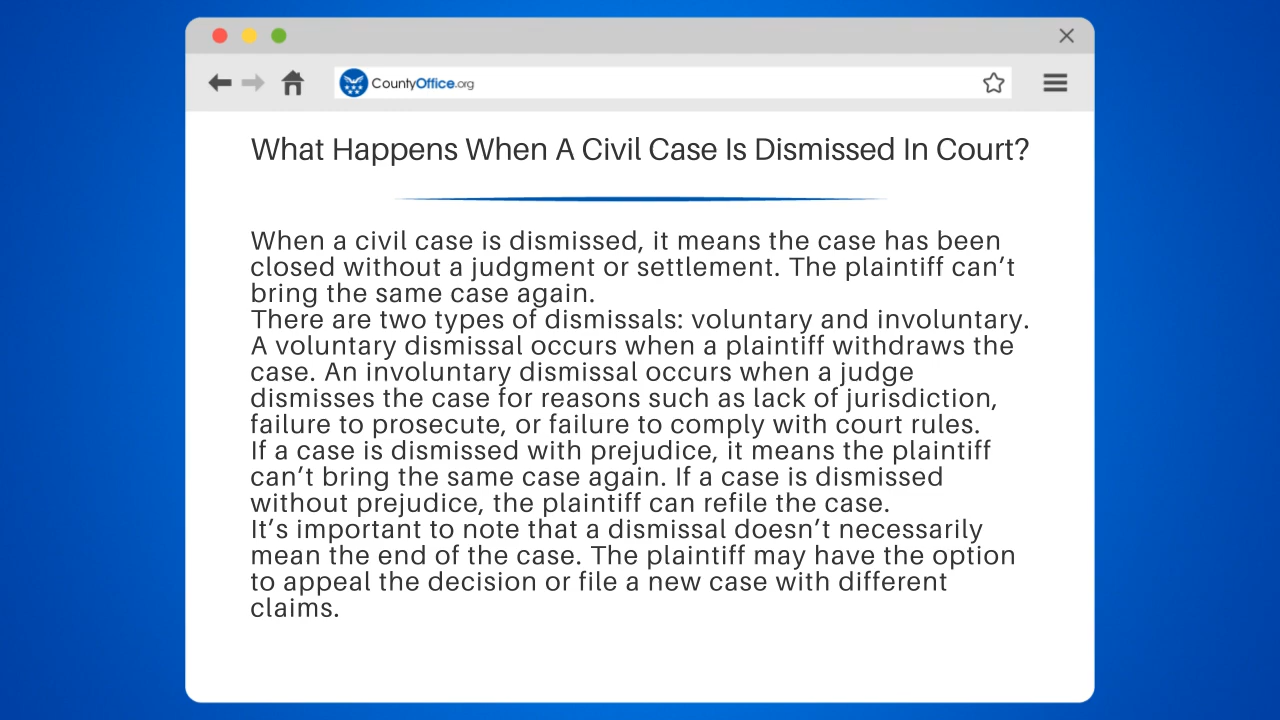 CountyOffice.org
What Happens When A Civil Case Is Dismissed In Court?
When a civil case is dismissed, it means the case has been
closed without a judgment or settlement. The plaintiff can’t
bring the same case again.
There are two types of dismissals: voluntary and involuntary.
A voluntary dismissal occurs when a plaintiff withdraws the
case. An involuntary dismissal occurs when a judge
dismisses the case for reasons such as lack of jurisdiction,
failure to prosecute, or failure to comply with court rules.
If a case is dismissed with prejudice, it means the plaintiff
can’t bring the same case again. If a case is dismissed
without prejudice, the plaintiff can refile the case.
It’s important to note that a dismissal doesn’t necessarily
mean the end of the case. The plaintiff may have the option
to appeal the decision or file a new case with different
claims.